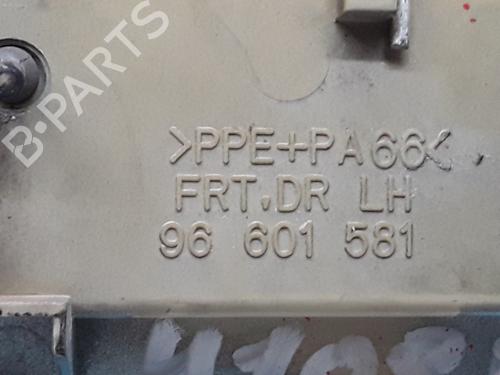 B-PARTS
>PPE+PA66<
FRT.DR LH
96 601 581